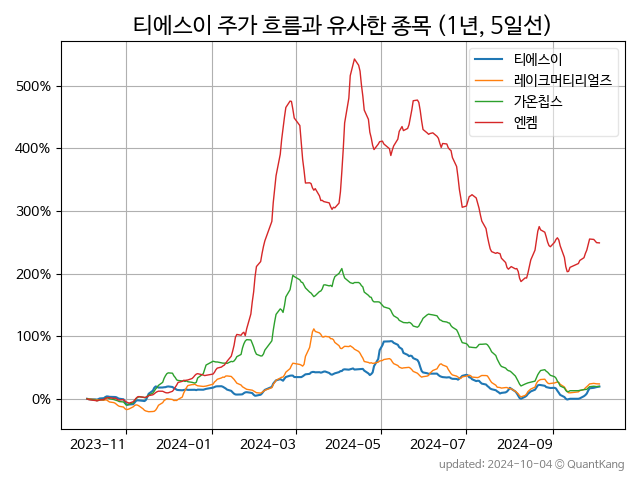 티에스이 주가 흐름과 유사한 종목 (1년, 5일선)
티에스이
레이크머티리얼즈
가온칩스
엔켐
500%
400%
300%
200%
100%
0%
2023-11 2024-01 2024-03 2024-05 2024-07 2024-09
updated: 2024-10-04 © QuantKang